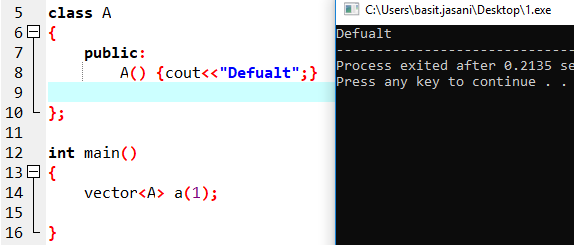 5 class A
6 {
7 public:
8 A() {cout<<"Defualt";}
9
10 };
11
12 int main()
13 {
14 vector<A> a(1);
15
16 }
C:\Users\basit.jasani\Desktop\1.exe
Defualt
--------------------------------
Process exited after 0.2135 se
Press any key to continue . .